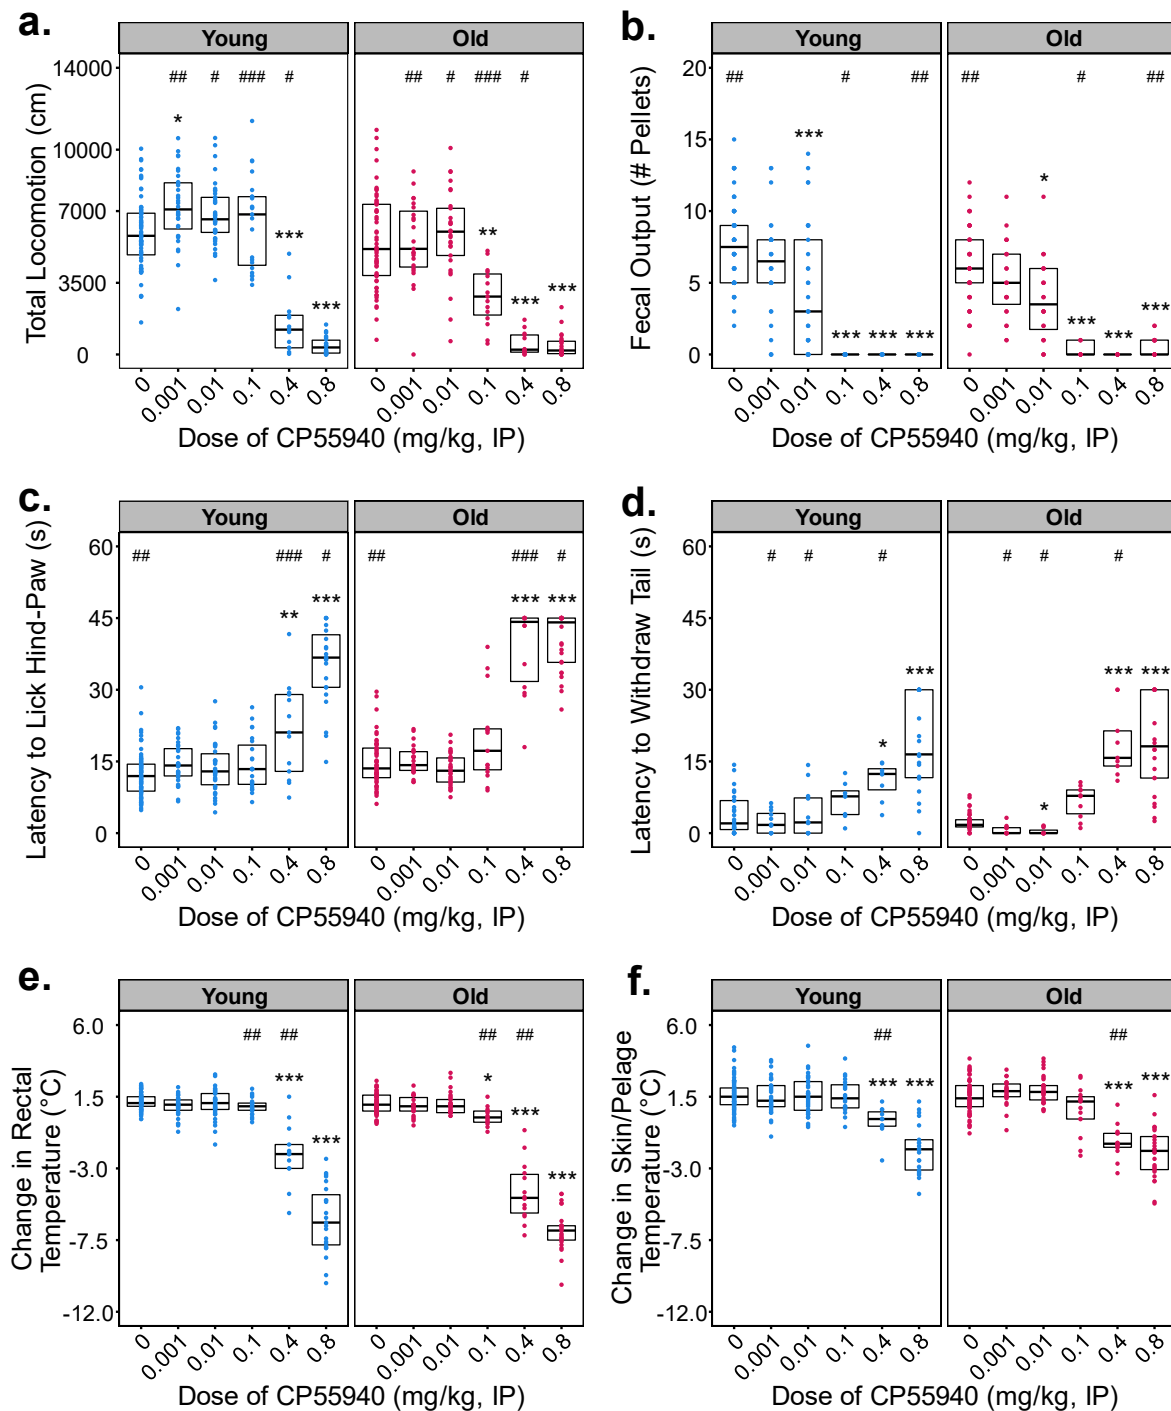 a.
Young Old
Total Locomotion (cm)
14000
10000
7000
3500
0
## # ### # ## # ### #
* *** *** ** *** ***
0 0.001 0.01 0.1 0.4 0.8 0 0.001 0.01 0.1 0.4 0.8
Dose of CP55940 (mg/kg, IP)
b.
Young Old
Fecal Output (# Pellets)
20
15
10
5
0
## # ## ## # ##
*** *** *** *** * *** *** ***
0 0.001 0.01 0.1 0.4 0.8 0 0.001 0.01 0.1 0.4 0.8
Dose of CP55940 (mg/kg, IP)
c.
Young Old
Latency to Lick Hind-Paw (s)
60
45
30
15
0
## ### # ## ### #
** *** *** ***
0 0.001 0.01 0.1 0.4 0.8 0 0.001 0.01 0.1 0.4 0.8
Dose of CP55940 (mg/kg, IP)
d.
Young Old
Latency to Withdraw Tail (s)
60
45
30
15
0
# # # # # #
* *** * *** ***
0 0.001 0.01 0.1 0.4 0.8 0 0.001 0.01 0.1 0.4 0.8
Dose of CP55940 (mg/kg, IP)
e.
Young Old
Change in Rectal
Temperature (°C)
6.0
1.5
-3.0
-7.5
-12.0
## ## ## ##
*** *** * *** ***
0 0.001 0.01 0.1 0.4 0.8 0 0.001 0.01 0.1 0.4 0.8
Dose of CP55940 (mg/kg, IP)
f.
Young Old
Change in Skin/Pelage
Temperature (°C)
6.0
1.5
-3.0
-7.5
-12.0
## ##
*** *** *** ***
0 0.001 0.01 0.1 0.4 0.8 0 0.001 0.01 0.1 0.4 0.8
Dose of CP55940 (mg/kg, IP)